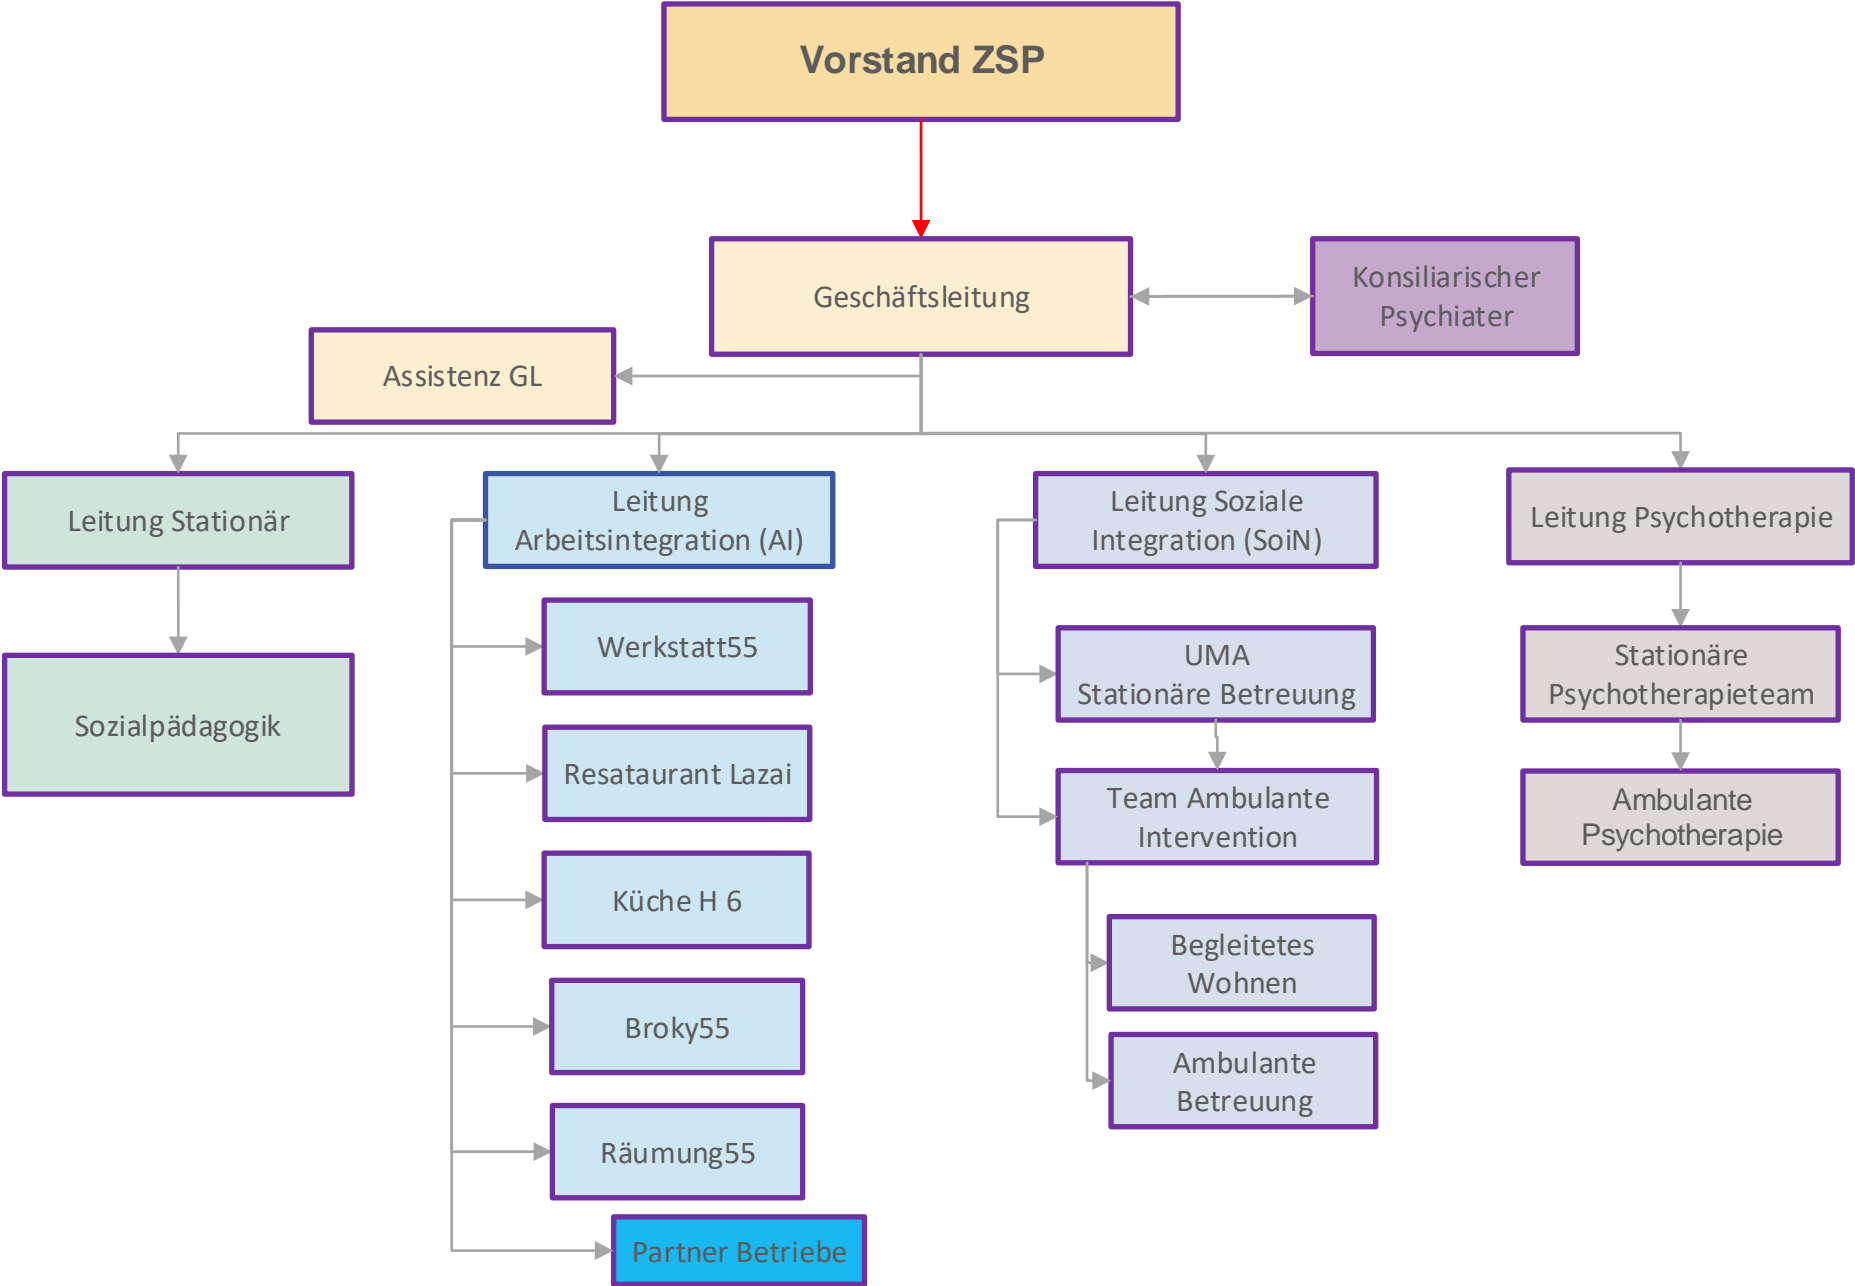 Vorstand ZSP
Geschäftsleitung
Konsiliarischer
Psychiater
Assistenz GL
Leitung Stationär
Leitung
Arbeitsintegration (AI)
Leitung Soziale
Integration (SoiN)
Leitung Psychotherapie
Sozialpädagogik
Werkstatt55
Resataurant Lazai
Küche H 6
Broky55
Räumung55
Partner Betriebe
UMA
Stationäre Betreuung
Team Ambulante
Intervention
Begleitetes
Wohnen
Ambulante
Betreuung
Stationäre
Psychotherapieteam
Ambulante
Psychotherapie